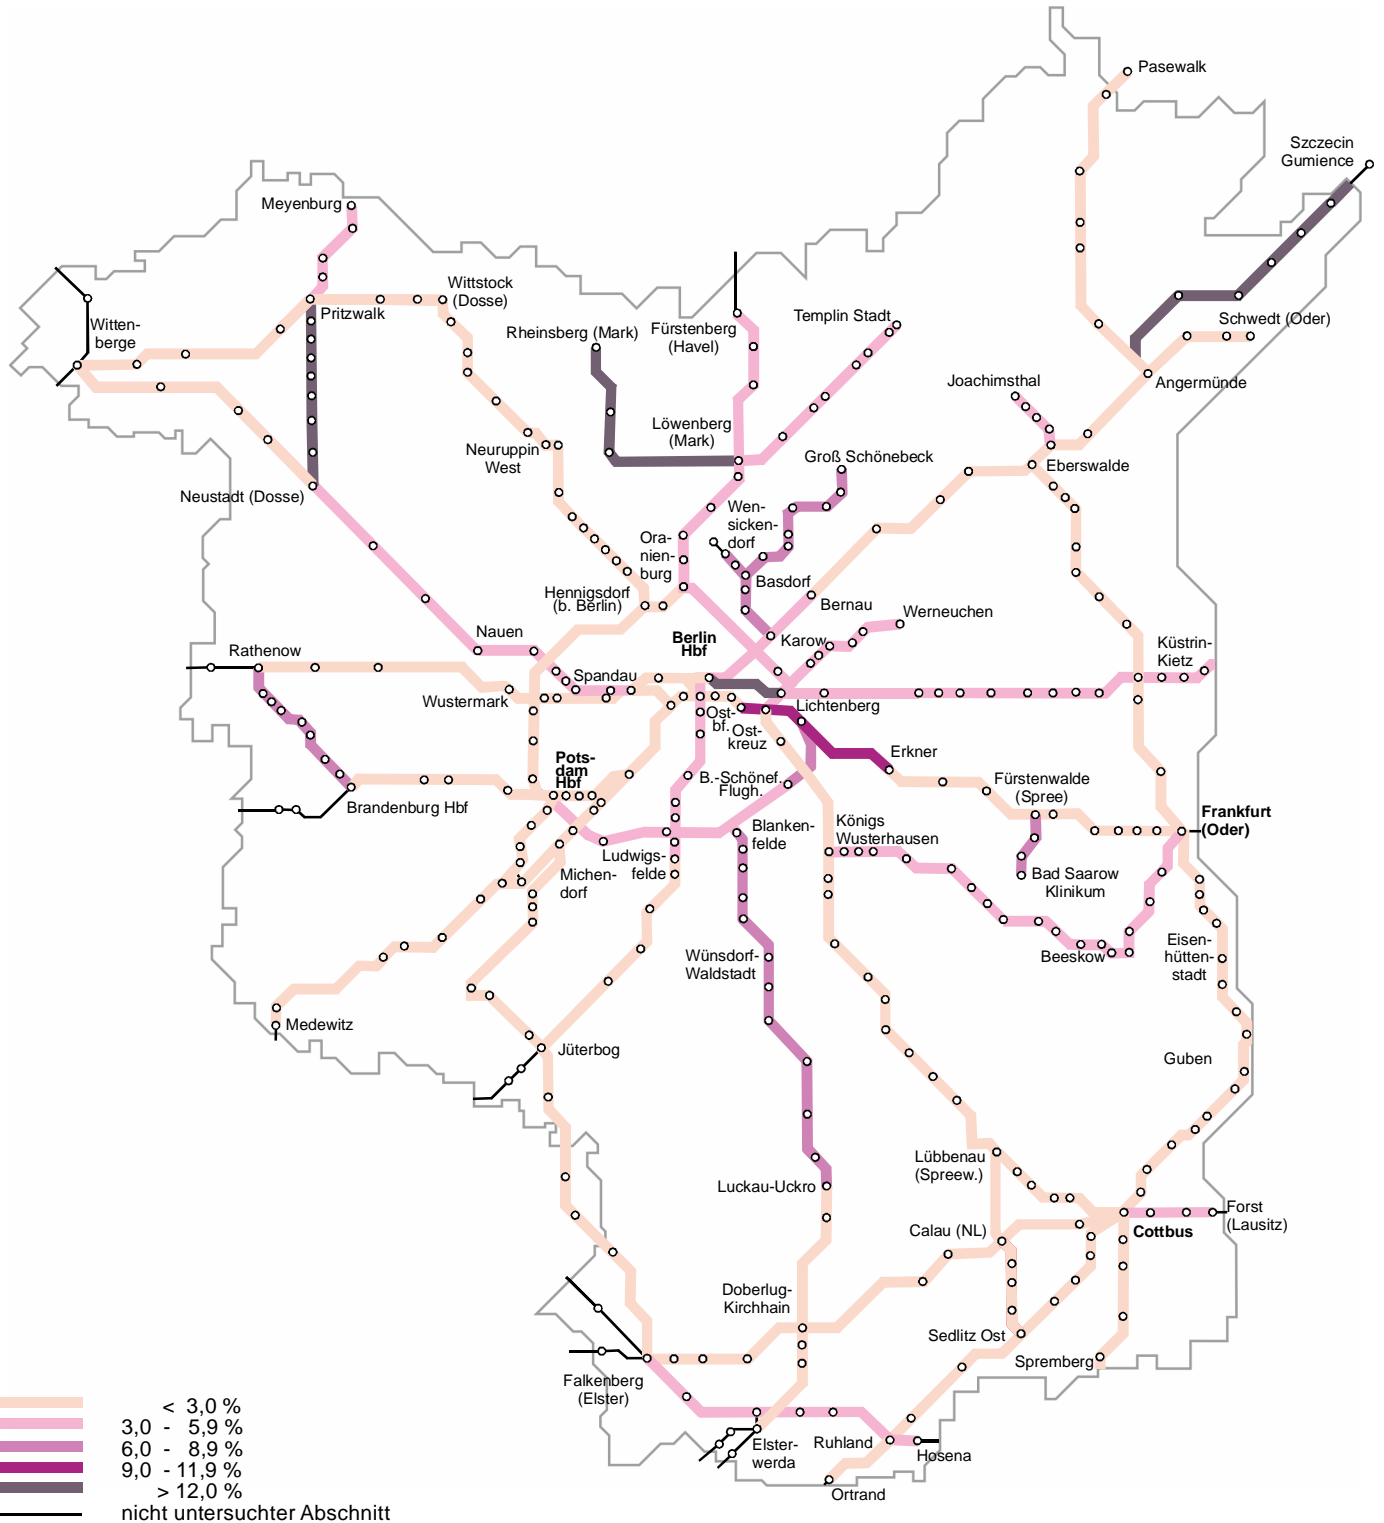 Pasewalk
Szczecin
Gumience
Meyenburg
Wittstock
(Dosse)
Pritzwalk
Witten-
berge
Rheinsberg (Mark)
Fürstenberg
(Havel)
Templin Stadt
Schwedt (Oder)
Angermünde
Joachimsthal
Löwenberg
(Mark)
Neuruppin
West
Groß Schönebeck
Eberswalde
Neustadt (Dosse)
Wen-
sicken-
dorf
Ora-
nien-
burg
Basdorf
Hennigsdorf
(b. Berlin)
Bernau
Werneuchen
Nauen
Berlin
Hbf
Karow
Küstrin-
Kietz
Rathenow
Spandau
Wustermark
Lichtenberg
Ost-
bf.
Ost-
kreuz
Erkner
Pots-
dam
Hbf
B.-Schönef.
Flugh.
Fürstenwalde
(Spree)
Brandenburg Hbf
Frankfurt
(Oder)
Blanken-
felde
Königs
Wusterhausen
Ludwigs-
felde
Michen-
dorf
Bad Saarow
Klinikum
Wünsdorf-
Waldstadt
Beeskow
Eisen-
hütten-
stadt
Medewitz
Jüterbog
Guben
Lübbenau
(Spreew.)
Luckau-Uckro
Forst
(Lausitz)
Calau (NL)
Cottbus
Doberlug-
Kirchhain
Sedlitz Ost
Spremberg
Falkenberg
(Elster)
Elster-
werda
Ruhland
Hosena
Ortrand
< 3,0 %
3,0 - 5,9 %
6,0 - 8,9 %
9,0 - 11,9 %
> 12,0 %
nicht untersuchter Abschnitt